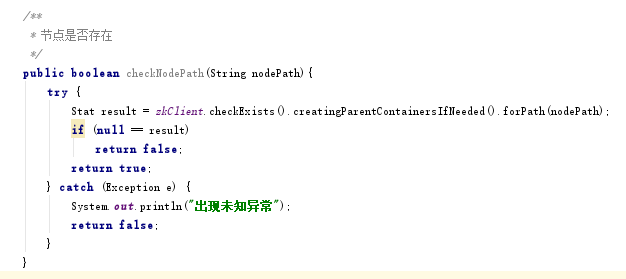 /**
* 节点是否存在
*/
public boolean checkNodePath(String nodePath){
try {
Stat result = zkClient.checkExists().creatingParentContainersIfNeeded().forPath(nodePath);
if (null == result)
return false;
return true;
} catch (Exception e) {
System.out.println("出现未知异常");
return false;
}
}